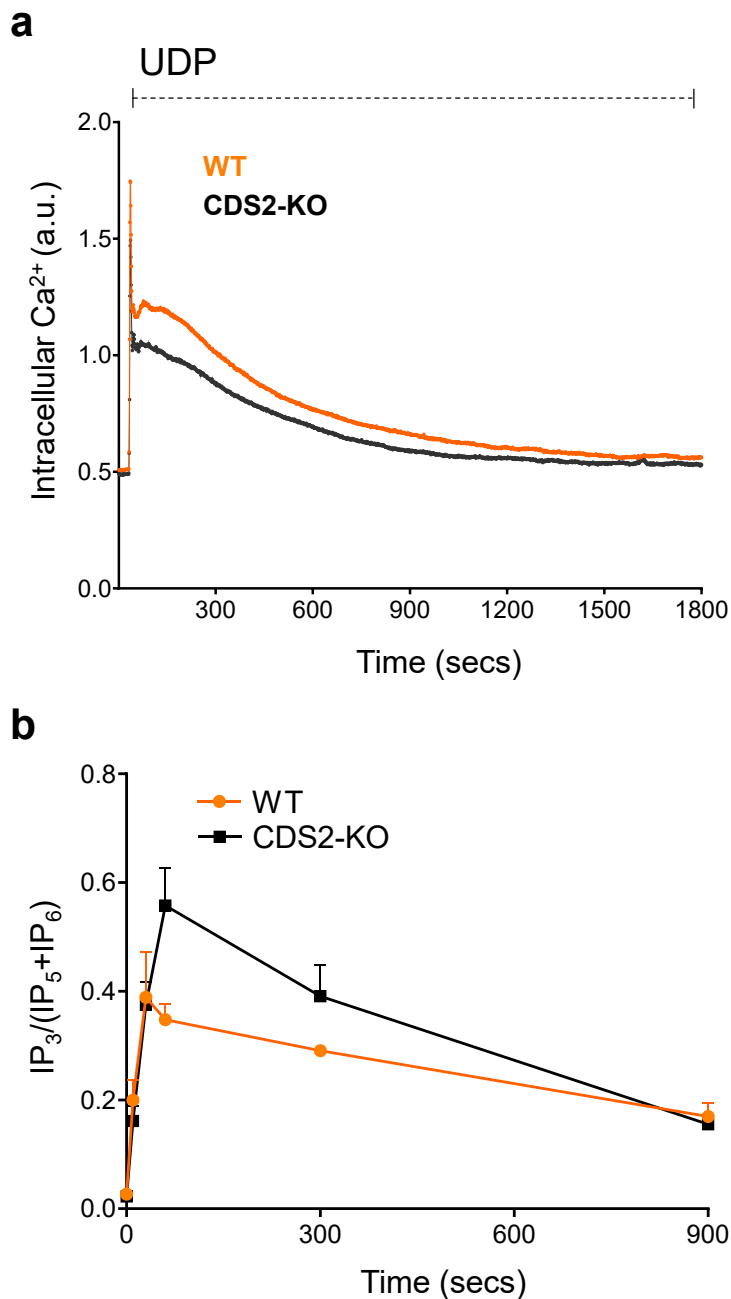 a
UDP
2.0
WT
CDS2-KO
1.5
1.0
0.5
0.0
Intracellular Ca²⁺ (a.u.)
300 600 900 1200 1500 1800
Time (secs)
b
0.8
WT
CDS2-KO
0.6
0.4
0.2
0.0
IP₃/(IP₅+IP₆)
0 300 600 900
Time (secs)